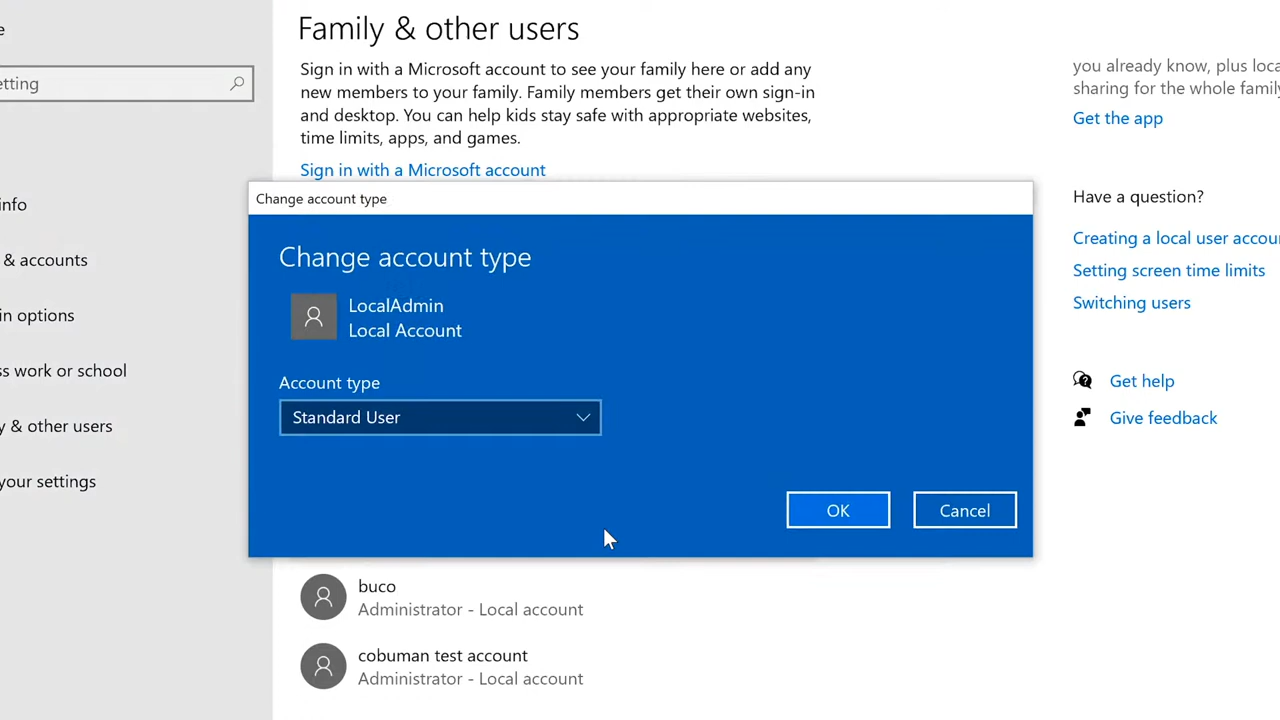 e
etting
info
& accounts
in options
ss work or school
y & other users
your settings
Family & other users
Sign in with a Microsoft account to see your family here or add any
new members to your family. Family members get their own sign-in
and desktop. You can help kids stay safe with appropriate websites,
time limits, apps, and games.
Sign in with a Microsoft account
Change account type
Change account type
LocalAdmin
Local Account
Account type
Standard User
OK
Cancel
buco
Administrator - Local account
cobuman test account
Administrator - Local account
you already know, plus loca
sharing for the whole family
Get the app
Have a question?
Creating a local user accou
Setting screen time limits
Switching users
Get help
Give feedback